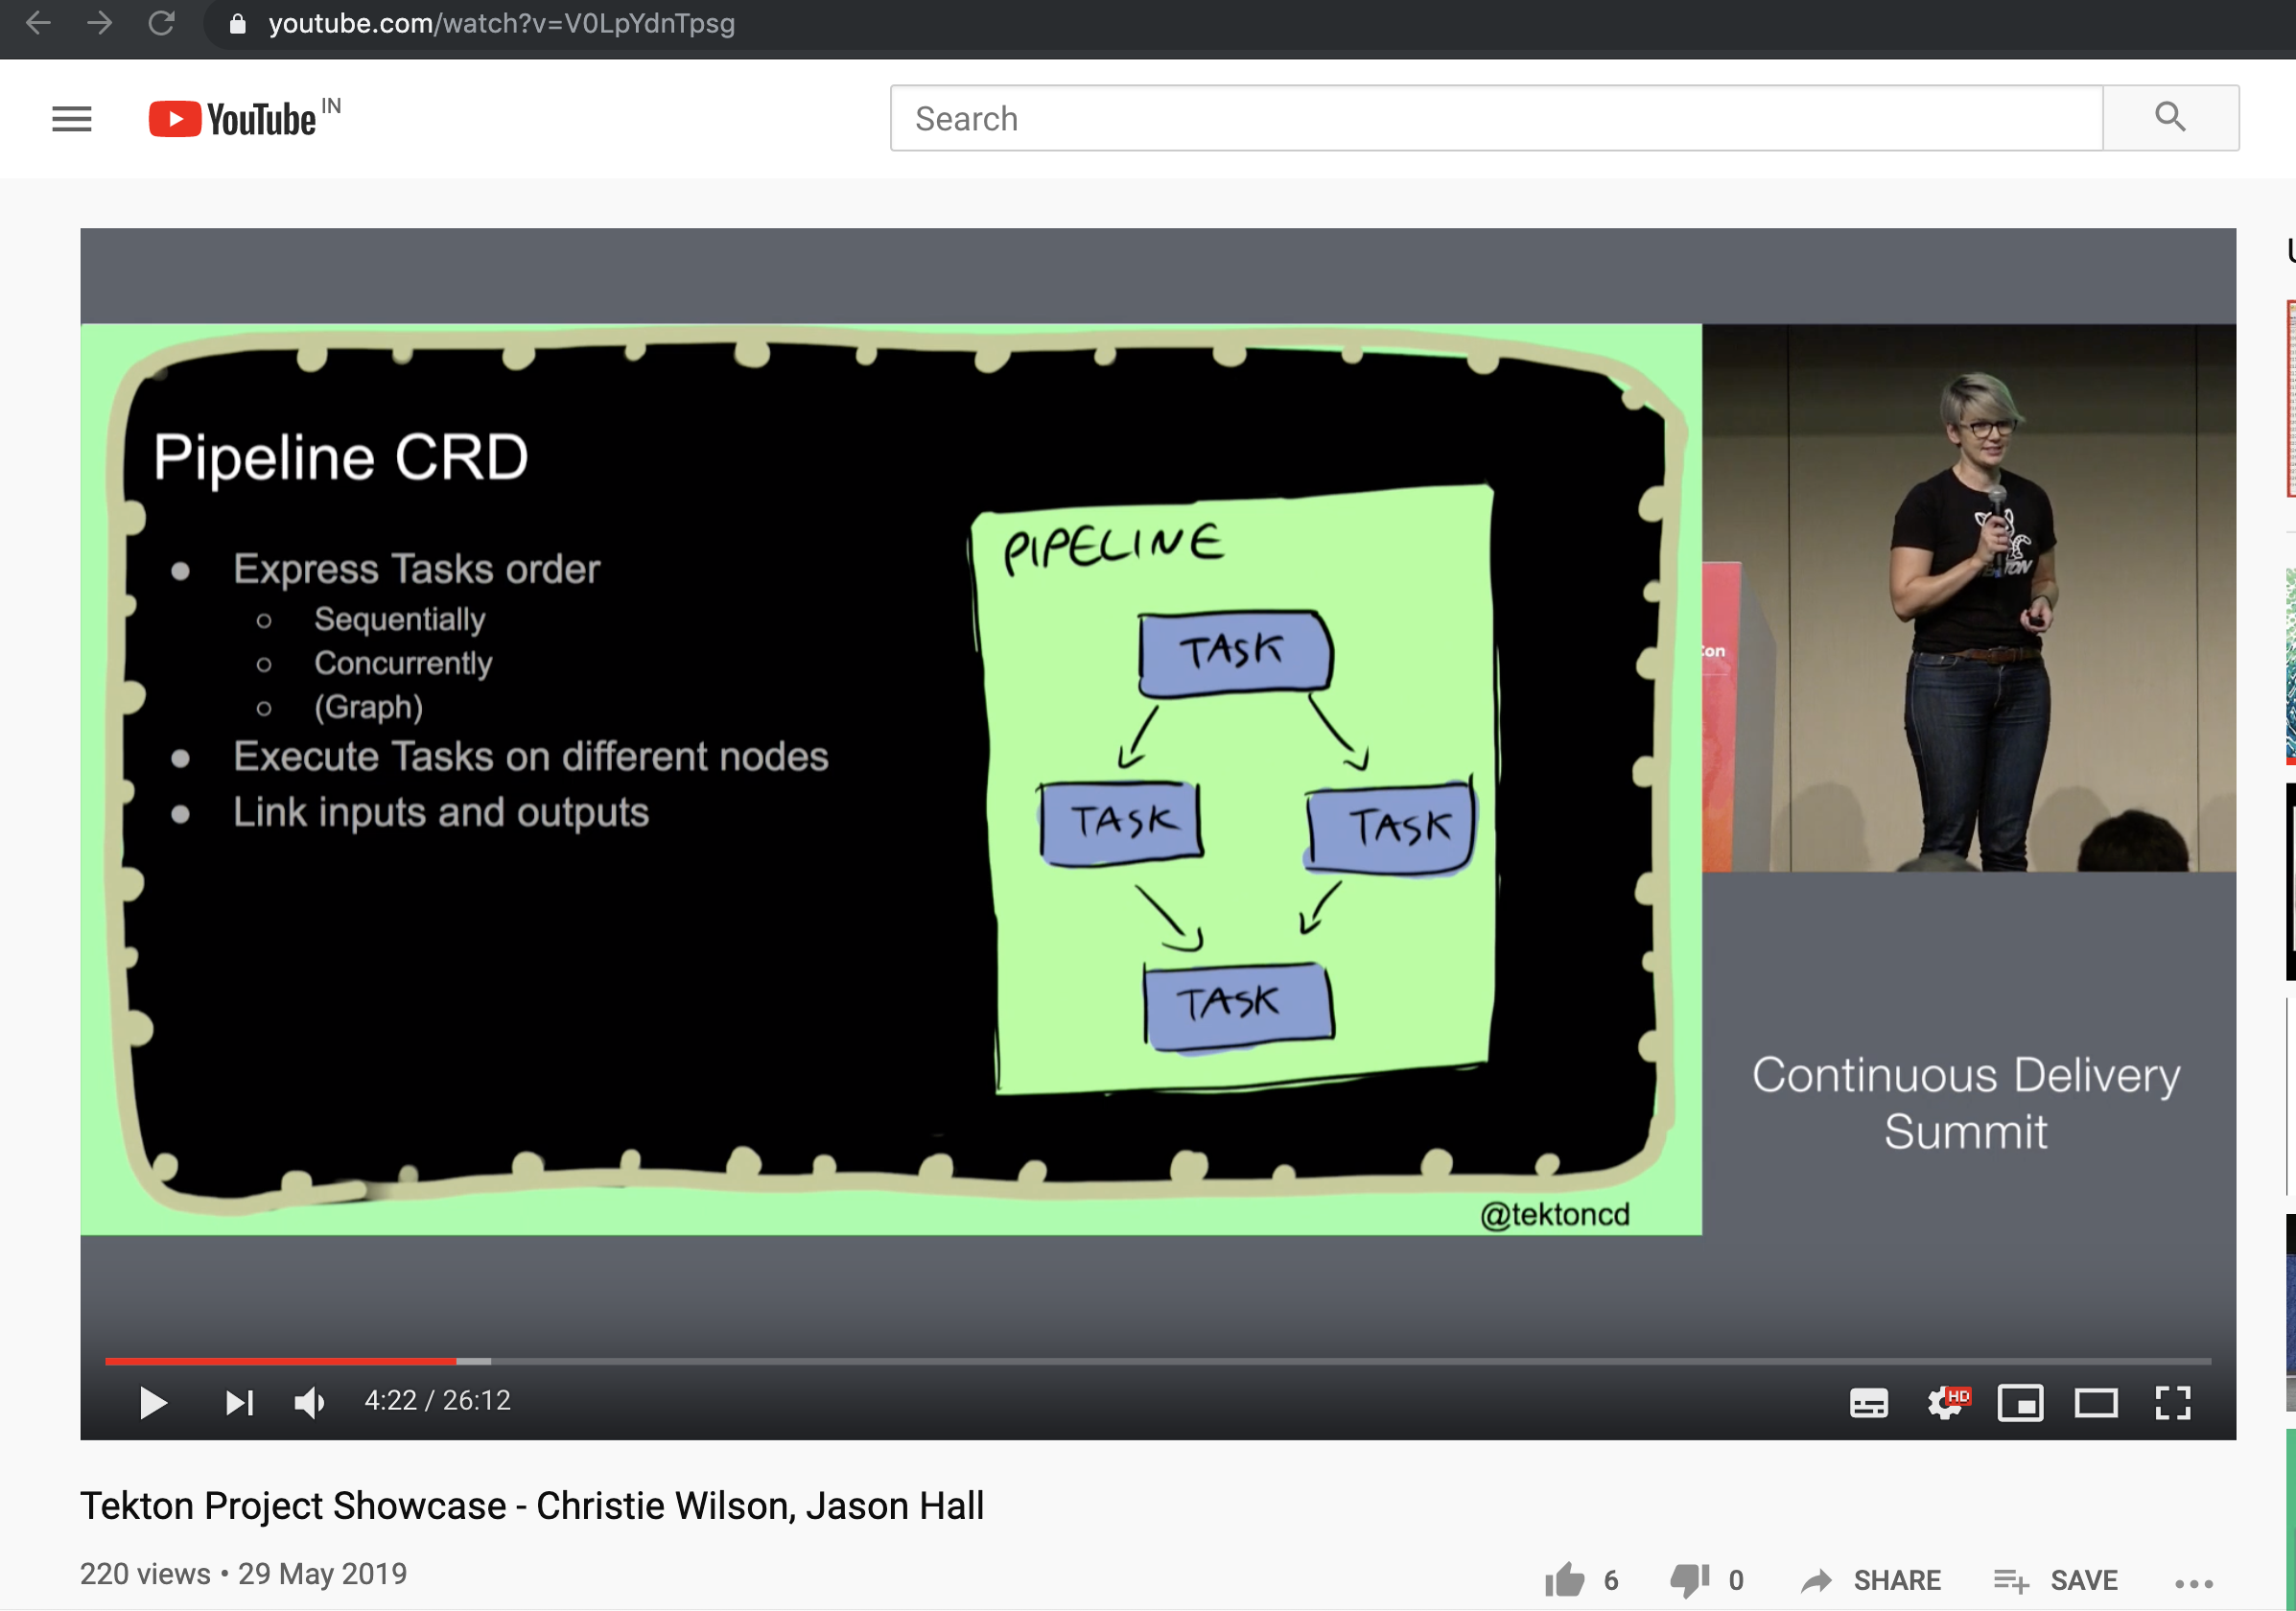 youtube.com/watch?v=V0LpYdnTpsg
YouTube IN
Search
Pipeline CRD
Express Tasks order
Sequentially
Concurrently
(Graph)
Execute Tasks on different nodes
Link inputs and outputs
PIPELINE
TASK
TASK TASK
TASK
@tektoncd
Continuous Delivery
Summit
4:22 / 26:12
HD
Tekton Project Showcase - Christie Wilson, Jason Hall
220 views • 29 May 2019
6 0 SHARE SAVE